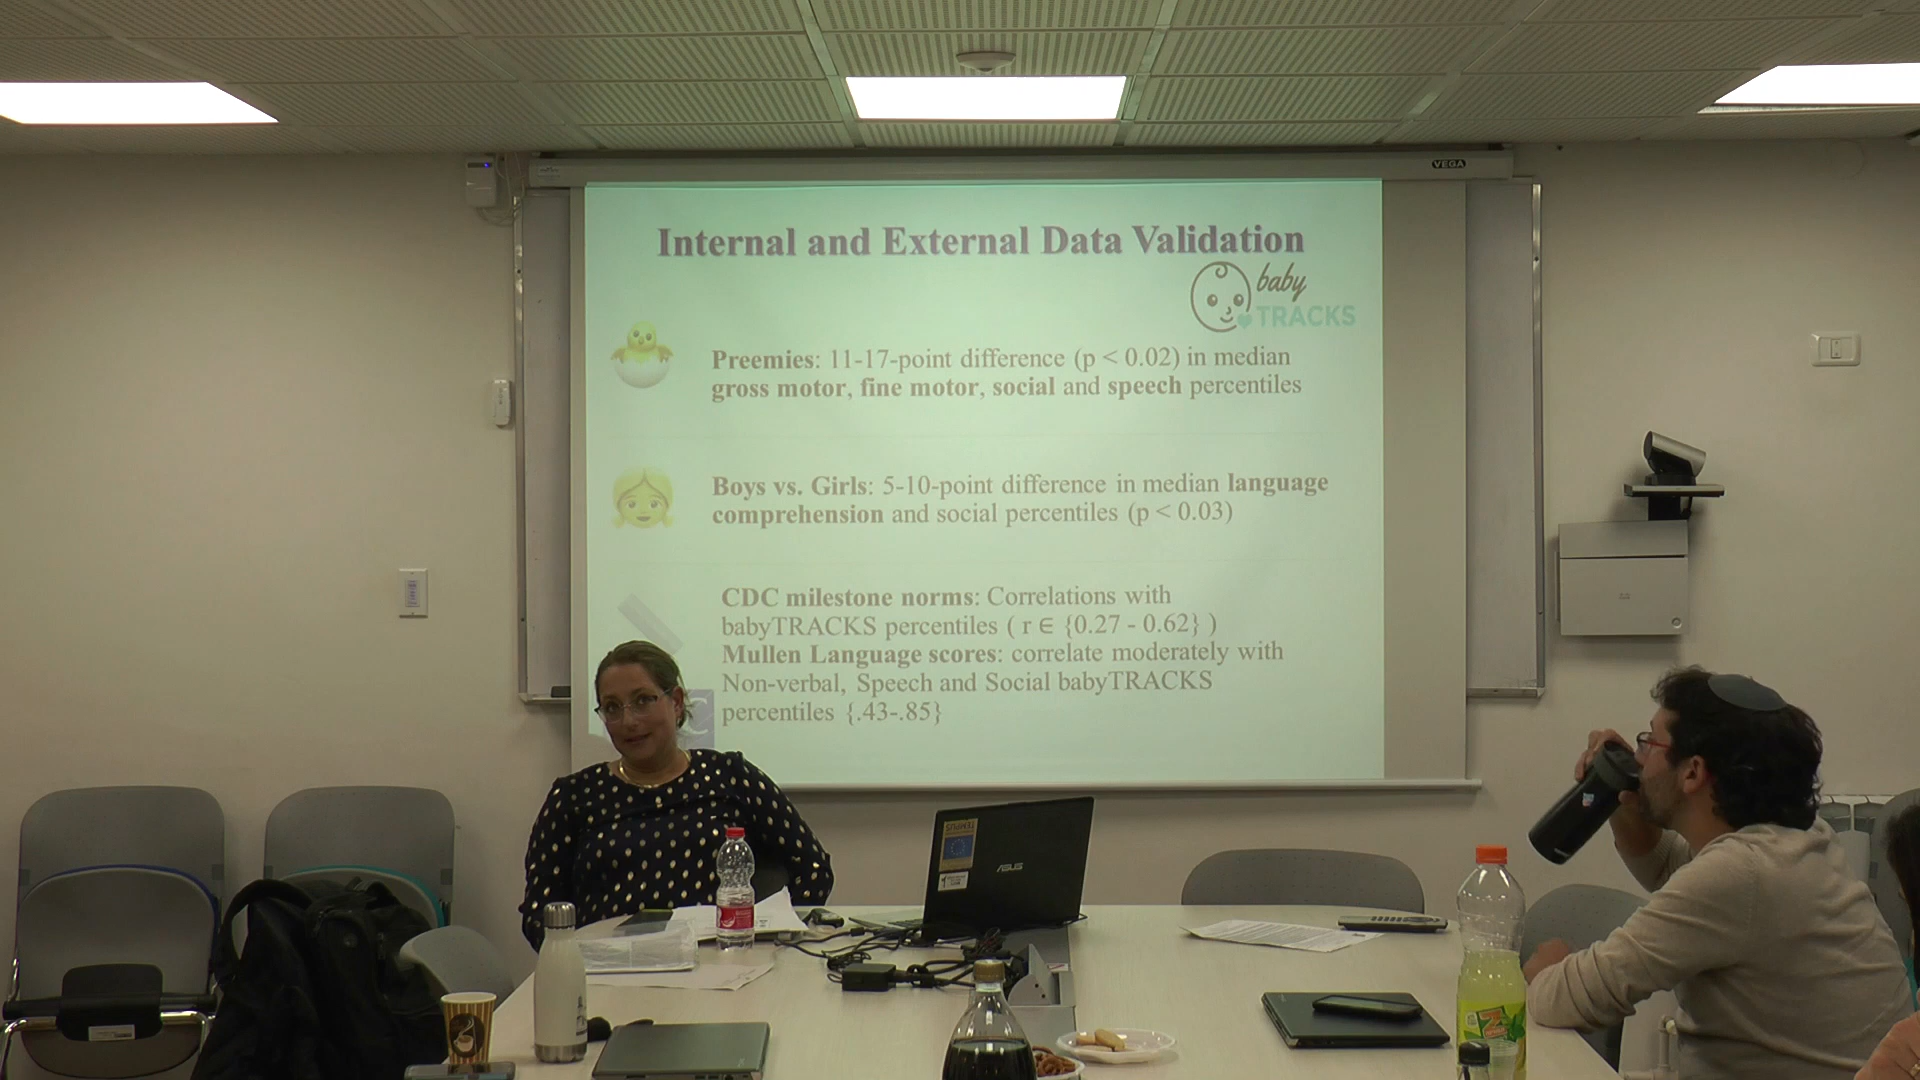 VEGA
Internal and External Data Validation
baby
TRACKS
Preemies: 11-17-point difference (p < 0.02) in median
gross motor, fine motor, social and speech percentiles
Boys vs. Girls: 5-10-point difference in median language
comprehension and social percentiles (p < 0.03)
CDC milestone norms: Correlations with
babyTRACKS percentiles ( r ∈ {0.27 - 0.62} )
Mullen Language scores: correlate moderately with
Non-verbal, Speech and Social babyTRACKS
percentiles {.43-.85}
TEMPUS
ASUS